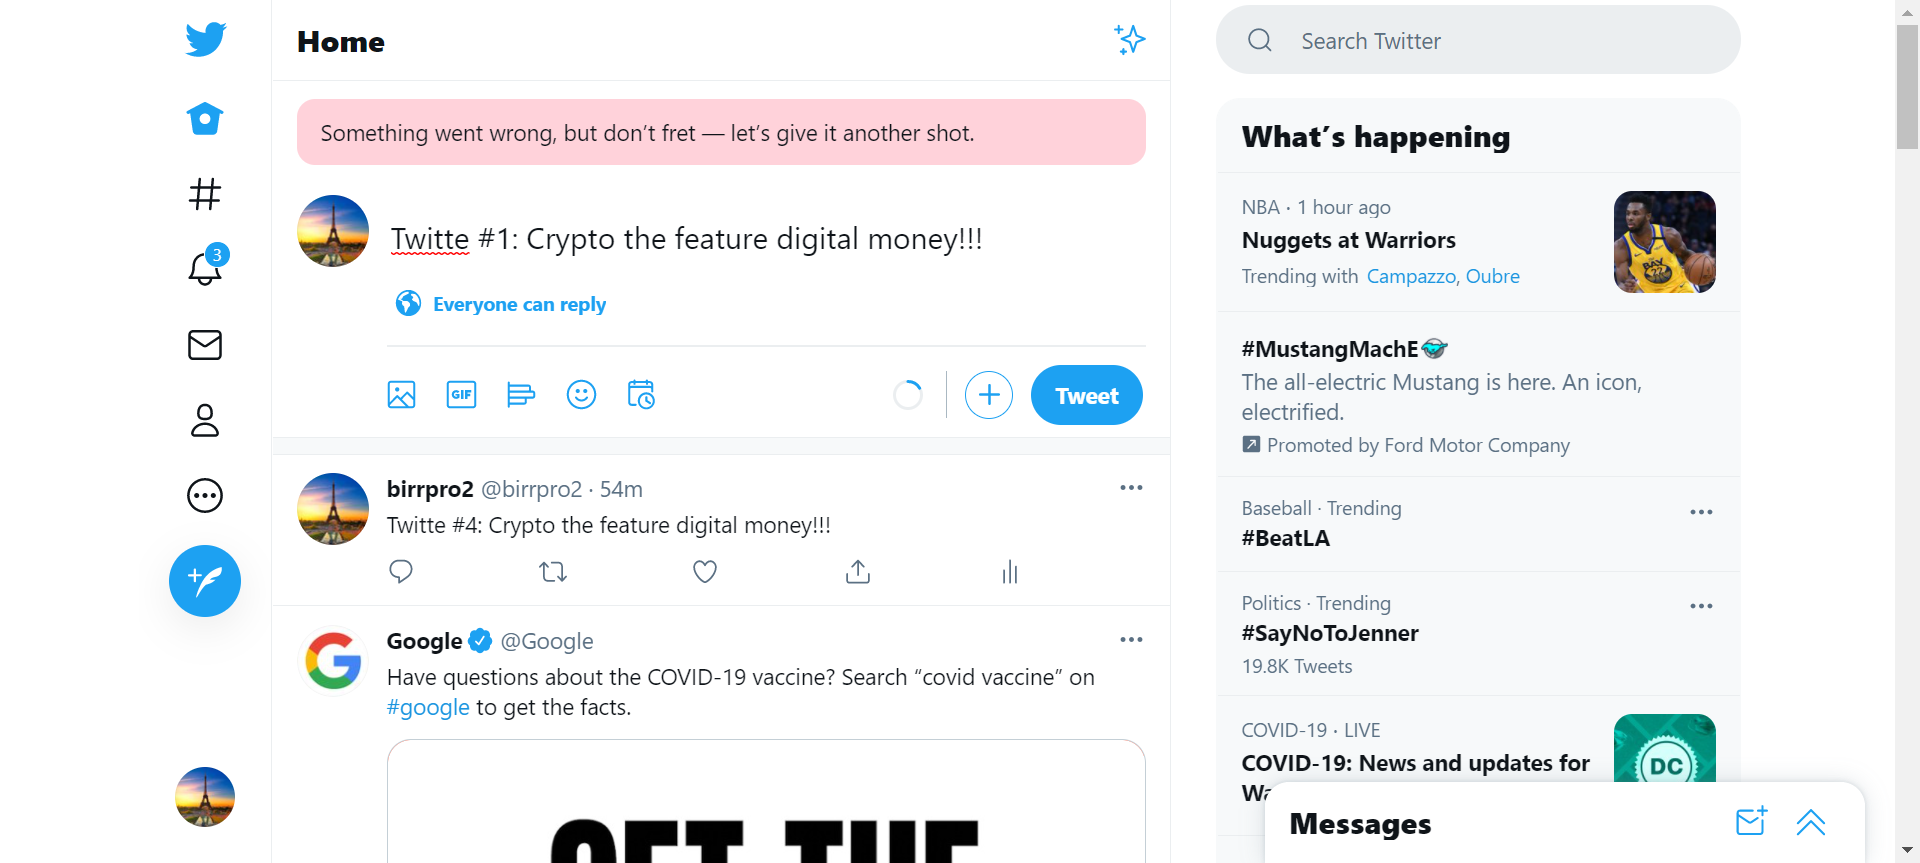 Home
Something went wrong, but don’t fret — let’s give it another shot.
Twitte #1: Crypto the feature digital money!!!
Everyone can reply
GIF
Tweet
3
birrpro2 @birrpro2 · 54m
Twitte #4: Crypto the feature digital money!!!
Google @Google
Have questions about the COVID-19 vaccine? Search “covid vaccine” on
#google to get the facts.
GET THE
Search Twitter
What’s happening
NBA · 1 hour ago
Nuggets at Warriors
Trending with Campazzo, Oubre
BAY
22
#MustangMachE
The all-electric Mustang is here. An icon,
electrified.
Promoted by Ford Motor Company
Baseball · Trending
#BeatLA
Politics · Trending
#SayNoToJenner
19.8K Tweets
COVID-19 · LIVE
COVID-19: News and updates for
DC
Messages